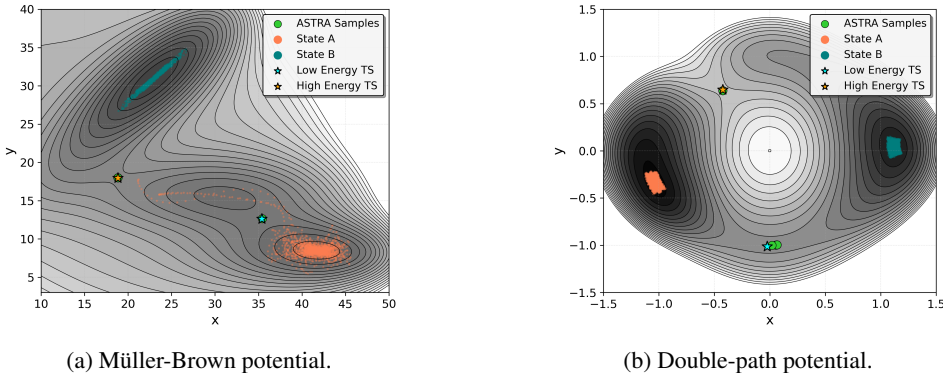 40
35
30
25
20
15
10
5
y
10 15 20 25 30 35 40 45 50
x
ASTRA Samples
State A
State B
Low Energy TS
High Energy TS
(a) Müller-Brown potential.
1.5
1.0
0.5
0.0
−0.5
−1.0
−1.5
y
−1.5 −1.0 −0.5 0.0 0.5 1.0 1.5
x
ASTRA Samples
State A
State B
Low Energy TS
High Energy TS
(b) Double-path potential.